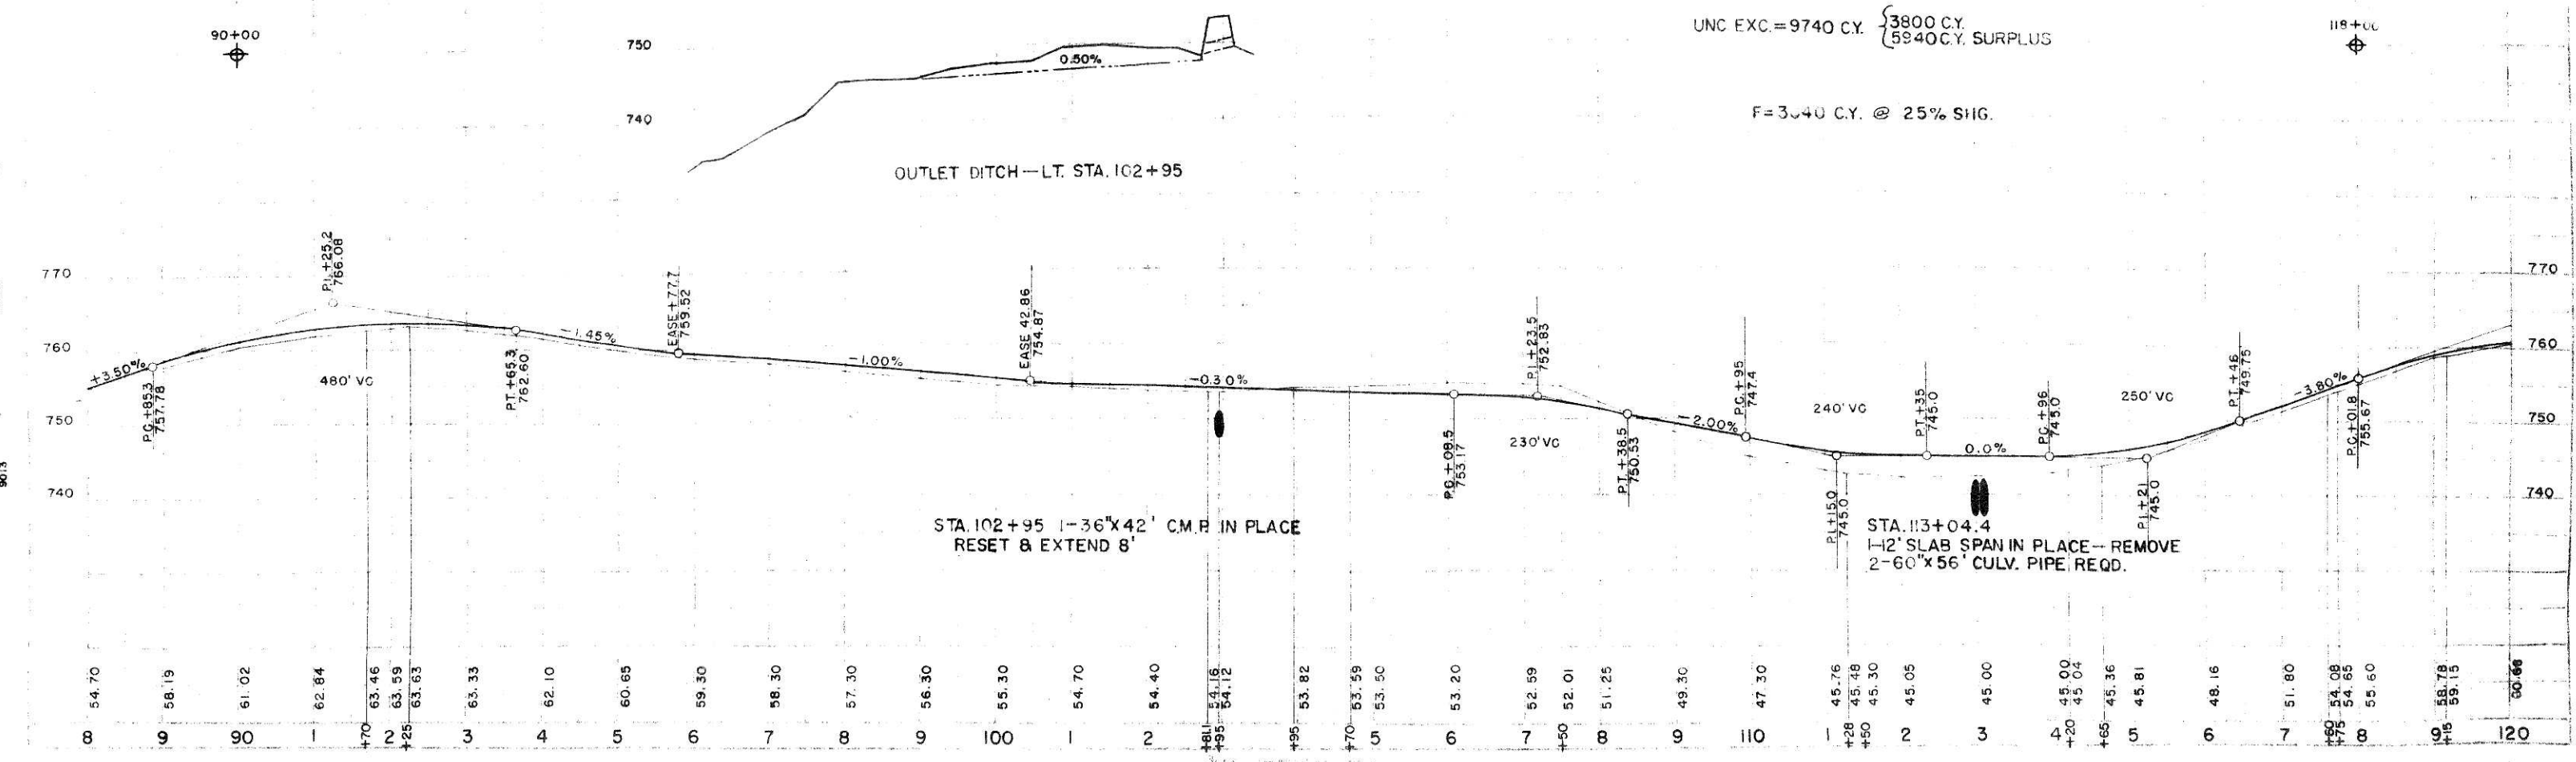 90+00
750
740
0.50%
OUTLET DITCH—LT. STA. 102+95
UNC EXC.=9740 C.Y. {3800 C.Y.
5940 C.Y. SURPLUS
@ 25%
118+00
770
760
750
740
770
760
750
740
+3.50%
P.C. +85.3
757.78
480' VC
P.I. +25.2
766.08
P.T. +65.3
762.60
-1.45%
EASE +77.7
759.52
-1.00%
EASE 42.86
754.87
-0.30%
P.C. +08.5
753.17
230' VC
P.I. +23.5
752.83
P.T. +38.5
750.53
-2.00%
P.C. +95
747.4
240' VC
P.I. +15.0
745.0
P.T. +35
745.0
0.0%
P.C. +96
745.0
250' VC
P.I. +21
745.0
P.T. +46
749.75
-3.80%
P.C. +01.8
755.67
STA. 102+95 1-36"X42' C.M.P. IN PLACE
RESET & EXTEND 8'
STA. 113+04.4
1-12' SLAB SPAN IN PLACE-- REMOVE
2-60"x56' CULV. PIPE REQD.
9013
54.70 58.19 61.02 62.84 63.46 63.59 63.63 63.33 62.10 60.65 59.30 58.30 57.30 56.30 55.30 54.70 54.40 54.16 54.12 53.82 53.59 53.50 53.20 52.59 52.01 51.25 49.30 47.30 45.76 45.48 45.30 45.05 45.00 45.00 45.04 45.36 45.81 48.16 51.80 54.08 54.65 55.60 58.78 59.15
8 9 90 1 +70 2 +25 3 4 5 6 7 8 9 100 1 2 +81 +95 +95 +70 5 6 7 +50 8 9 110 1 +28 +50 2 3 4 +20 +65 5 6 7 +60 +75 8 9 +15 120